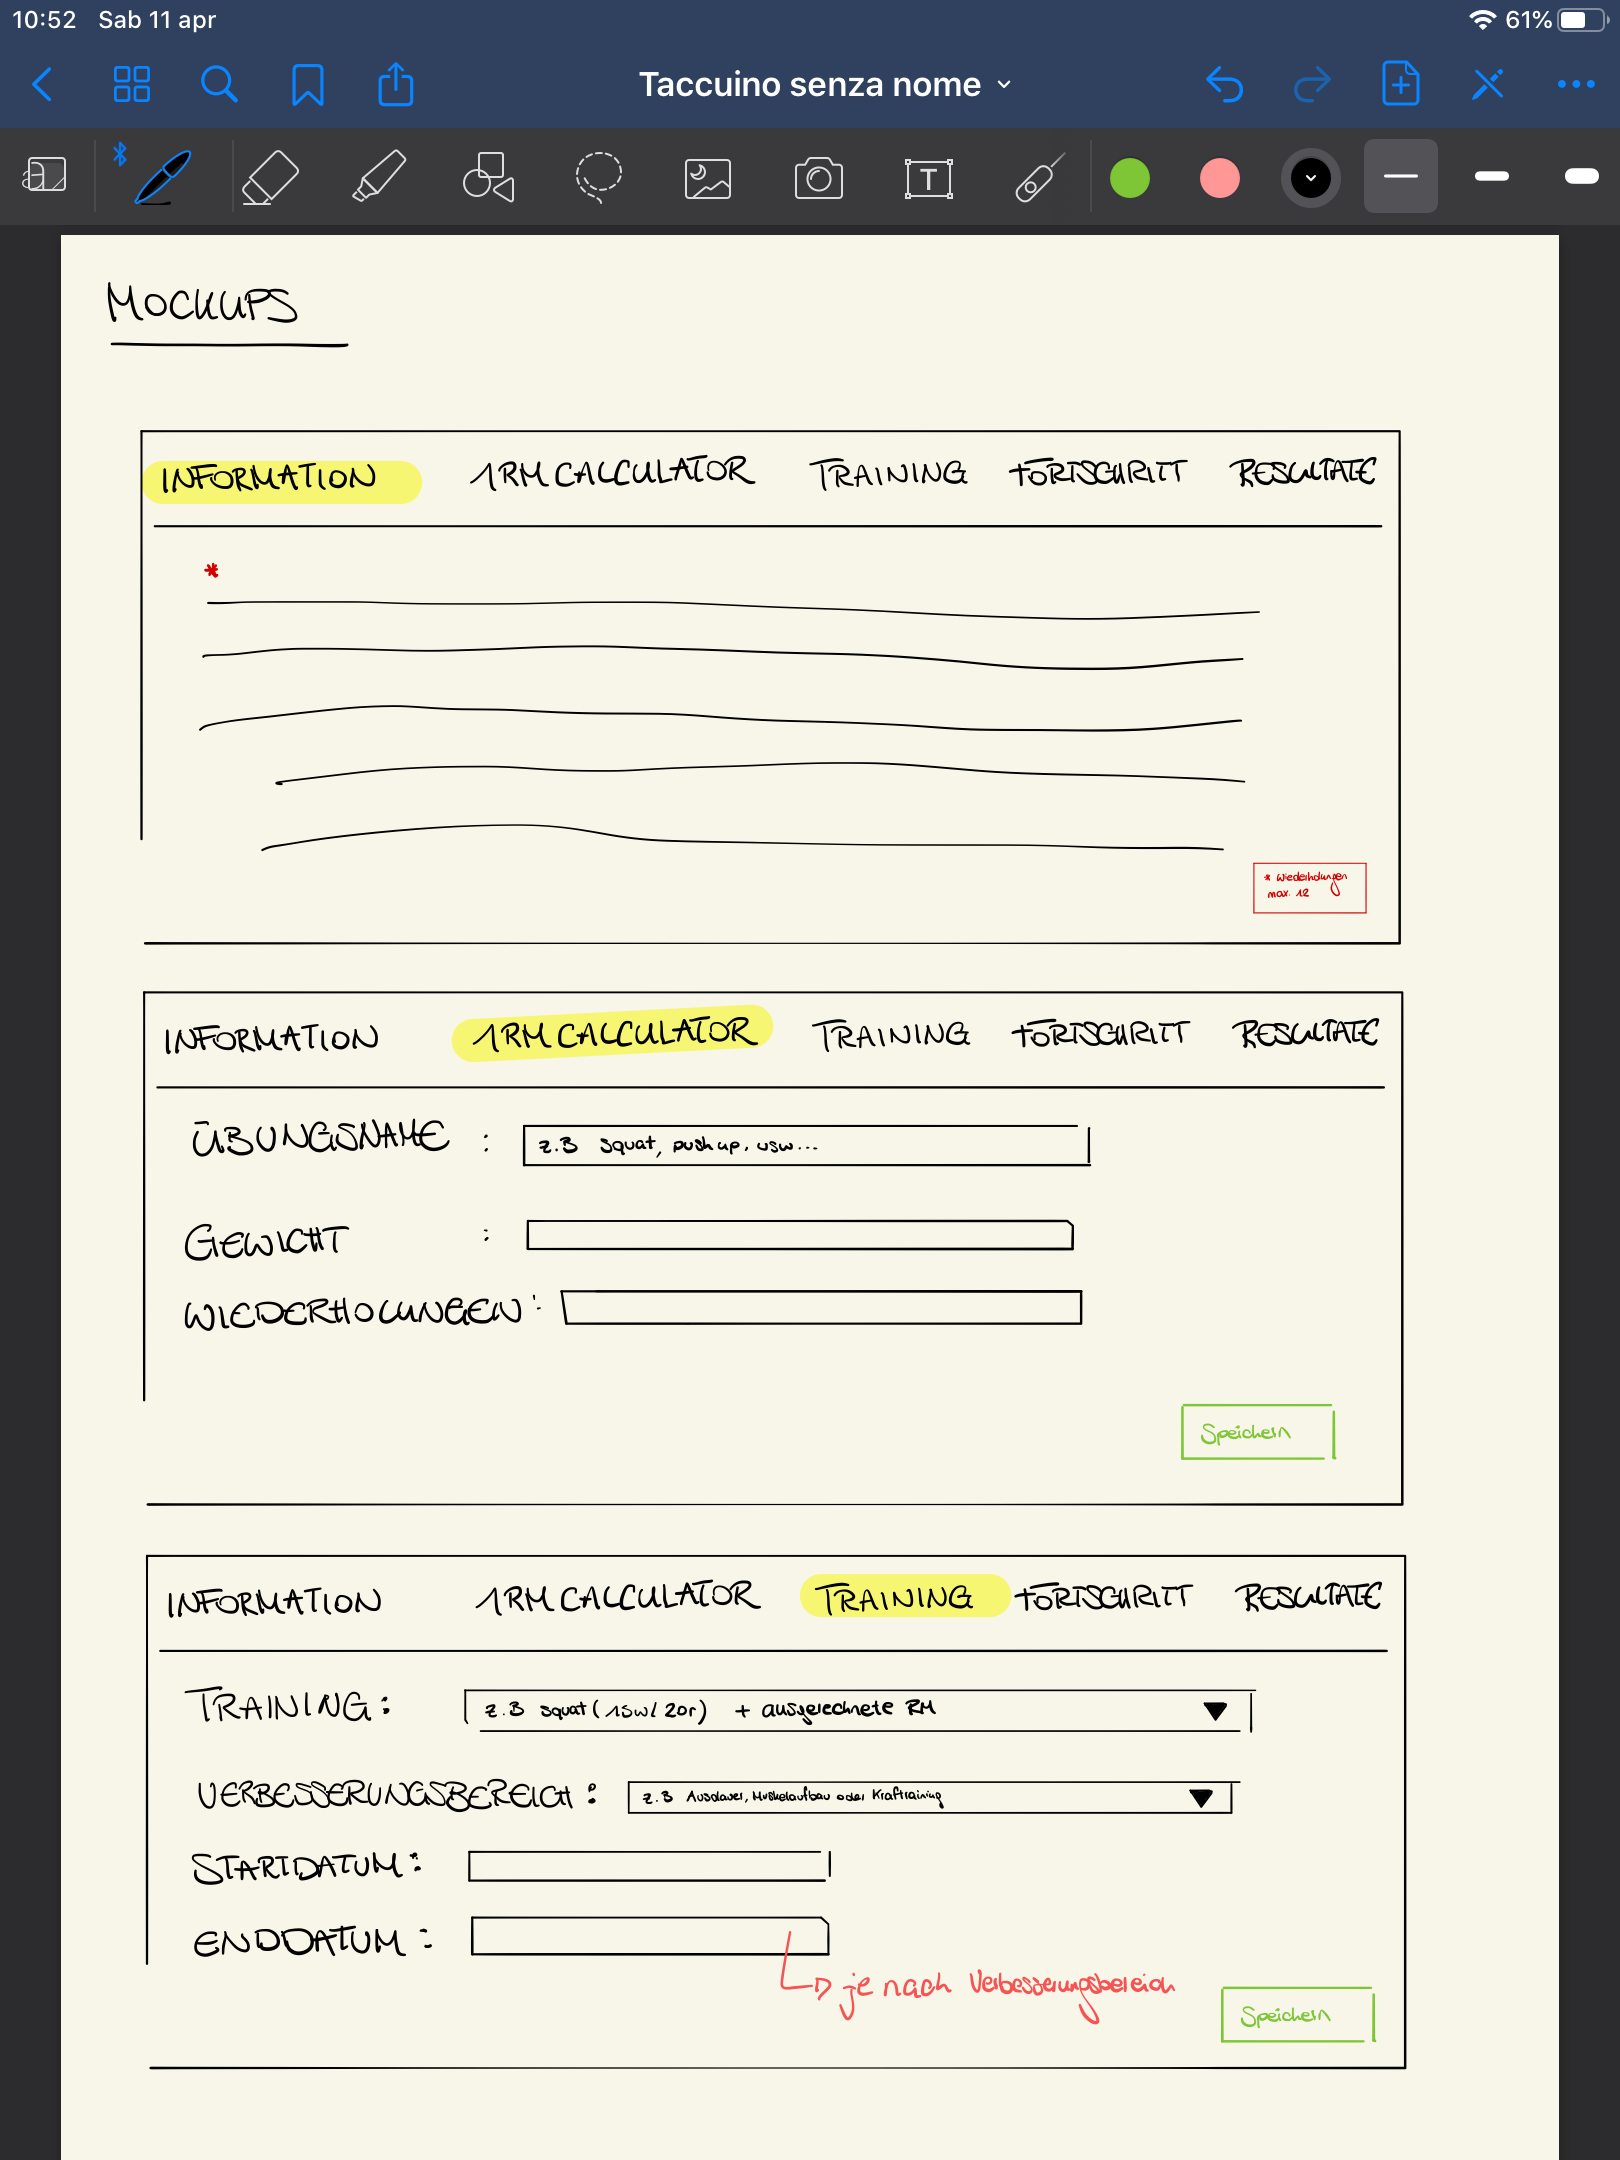 10:52 Sab 11 apr 61%
Taccuino senza nome
T
MOCKUPS
INFORMATION 1RM CALCULATOR TRAINING FORTSCHRITT RESULTATE
*
* Wiederholungen
max. 12
INFORMATION 1RM CALCULATOR TRAINING FORTSCHRITT RESULTATE
ÜBUNGSNAME : z.B squat, push up, usw...
GEWICHT :
WIEDERHOLUNGEN :
Speichern
INFORMATION 1RM CALCULATOR TRAINING FORTSCHRITT RESULTATE
TRAINING: z.B squat (15w/20r) + ausgerechnete RM
VERBESSERUNGSBEREICH: z.B Ausdauer, Muskelaufbau oder Kraftraining
STARTDATUM:
ENDDATUM:
je nach Verbesserungsbereich
Speichern